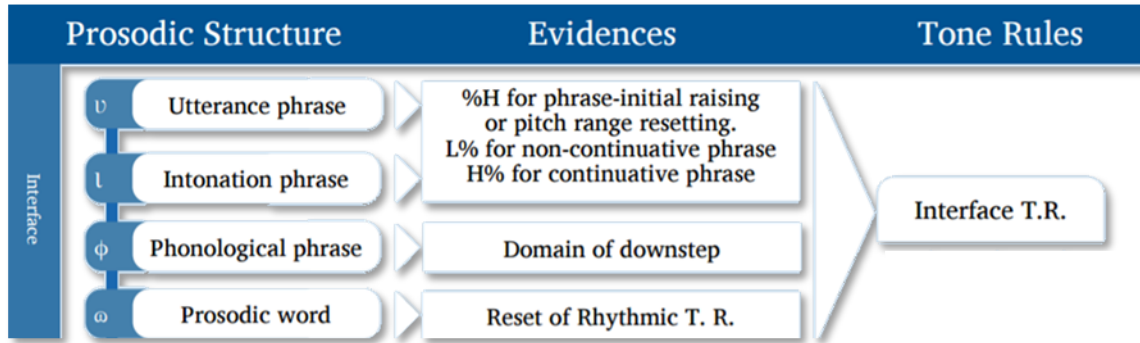 Prosodic Structure
Evidences
Tone Rules
Interface
υ
Utterance phrase
%H for phrase-initial raising
or pitch range resetting.
L% for non-continuative phrase
H% for continuative phrase
ι
Intonation phrase
Interface T.R.
ϕ
Phonological phrase
Domain of downstep
ω
Prosodic word
Reset of Rhythmic T. R.